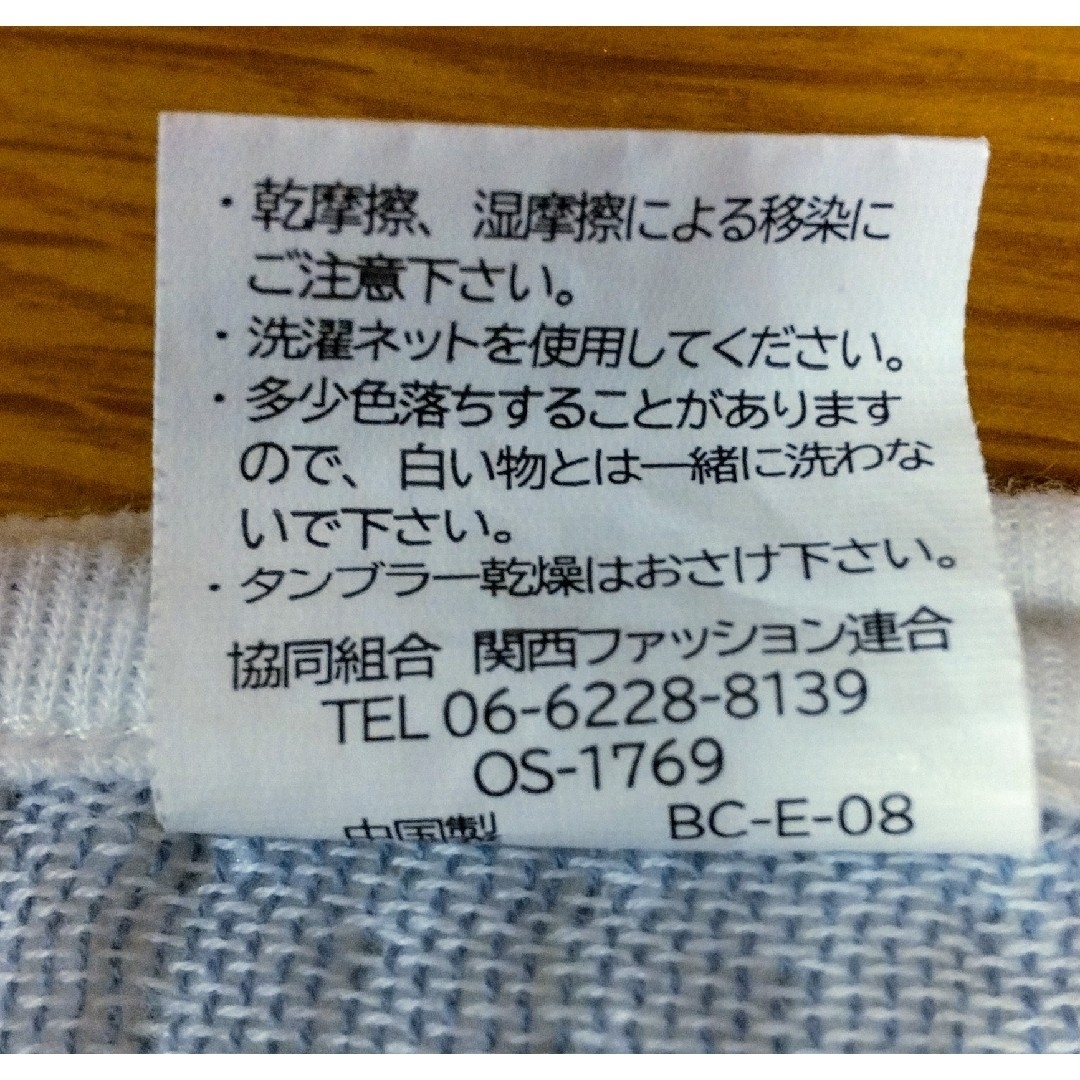 ・乾摩擦、湿摩擦による移染に
ご注意下さい。
・洗濯ネットを使用してください。
・多少色落ちすることがあります
ので、白い物とは一緒に洗わな
いで下さい。
・タンブラー乾燥はおさけ下さい。
協同組合 関西ファッション連合
TEL 06-6228-8139
OS-1769
中国製 BC-E-08